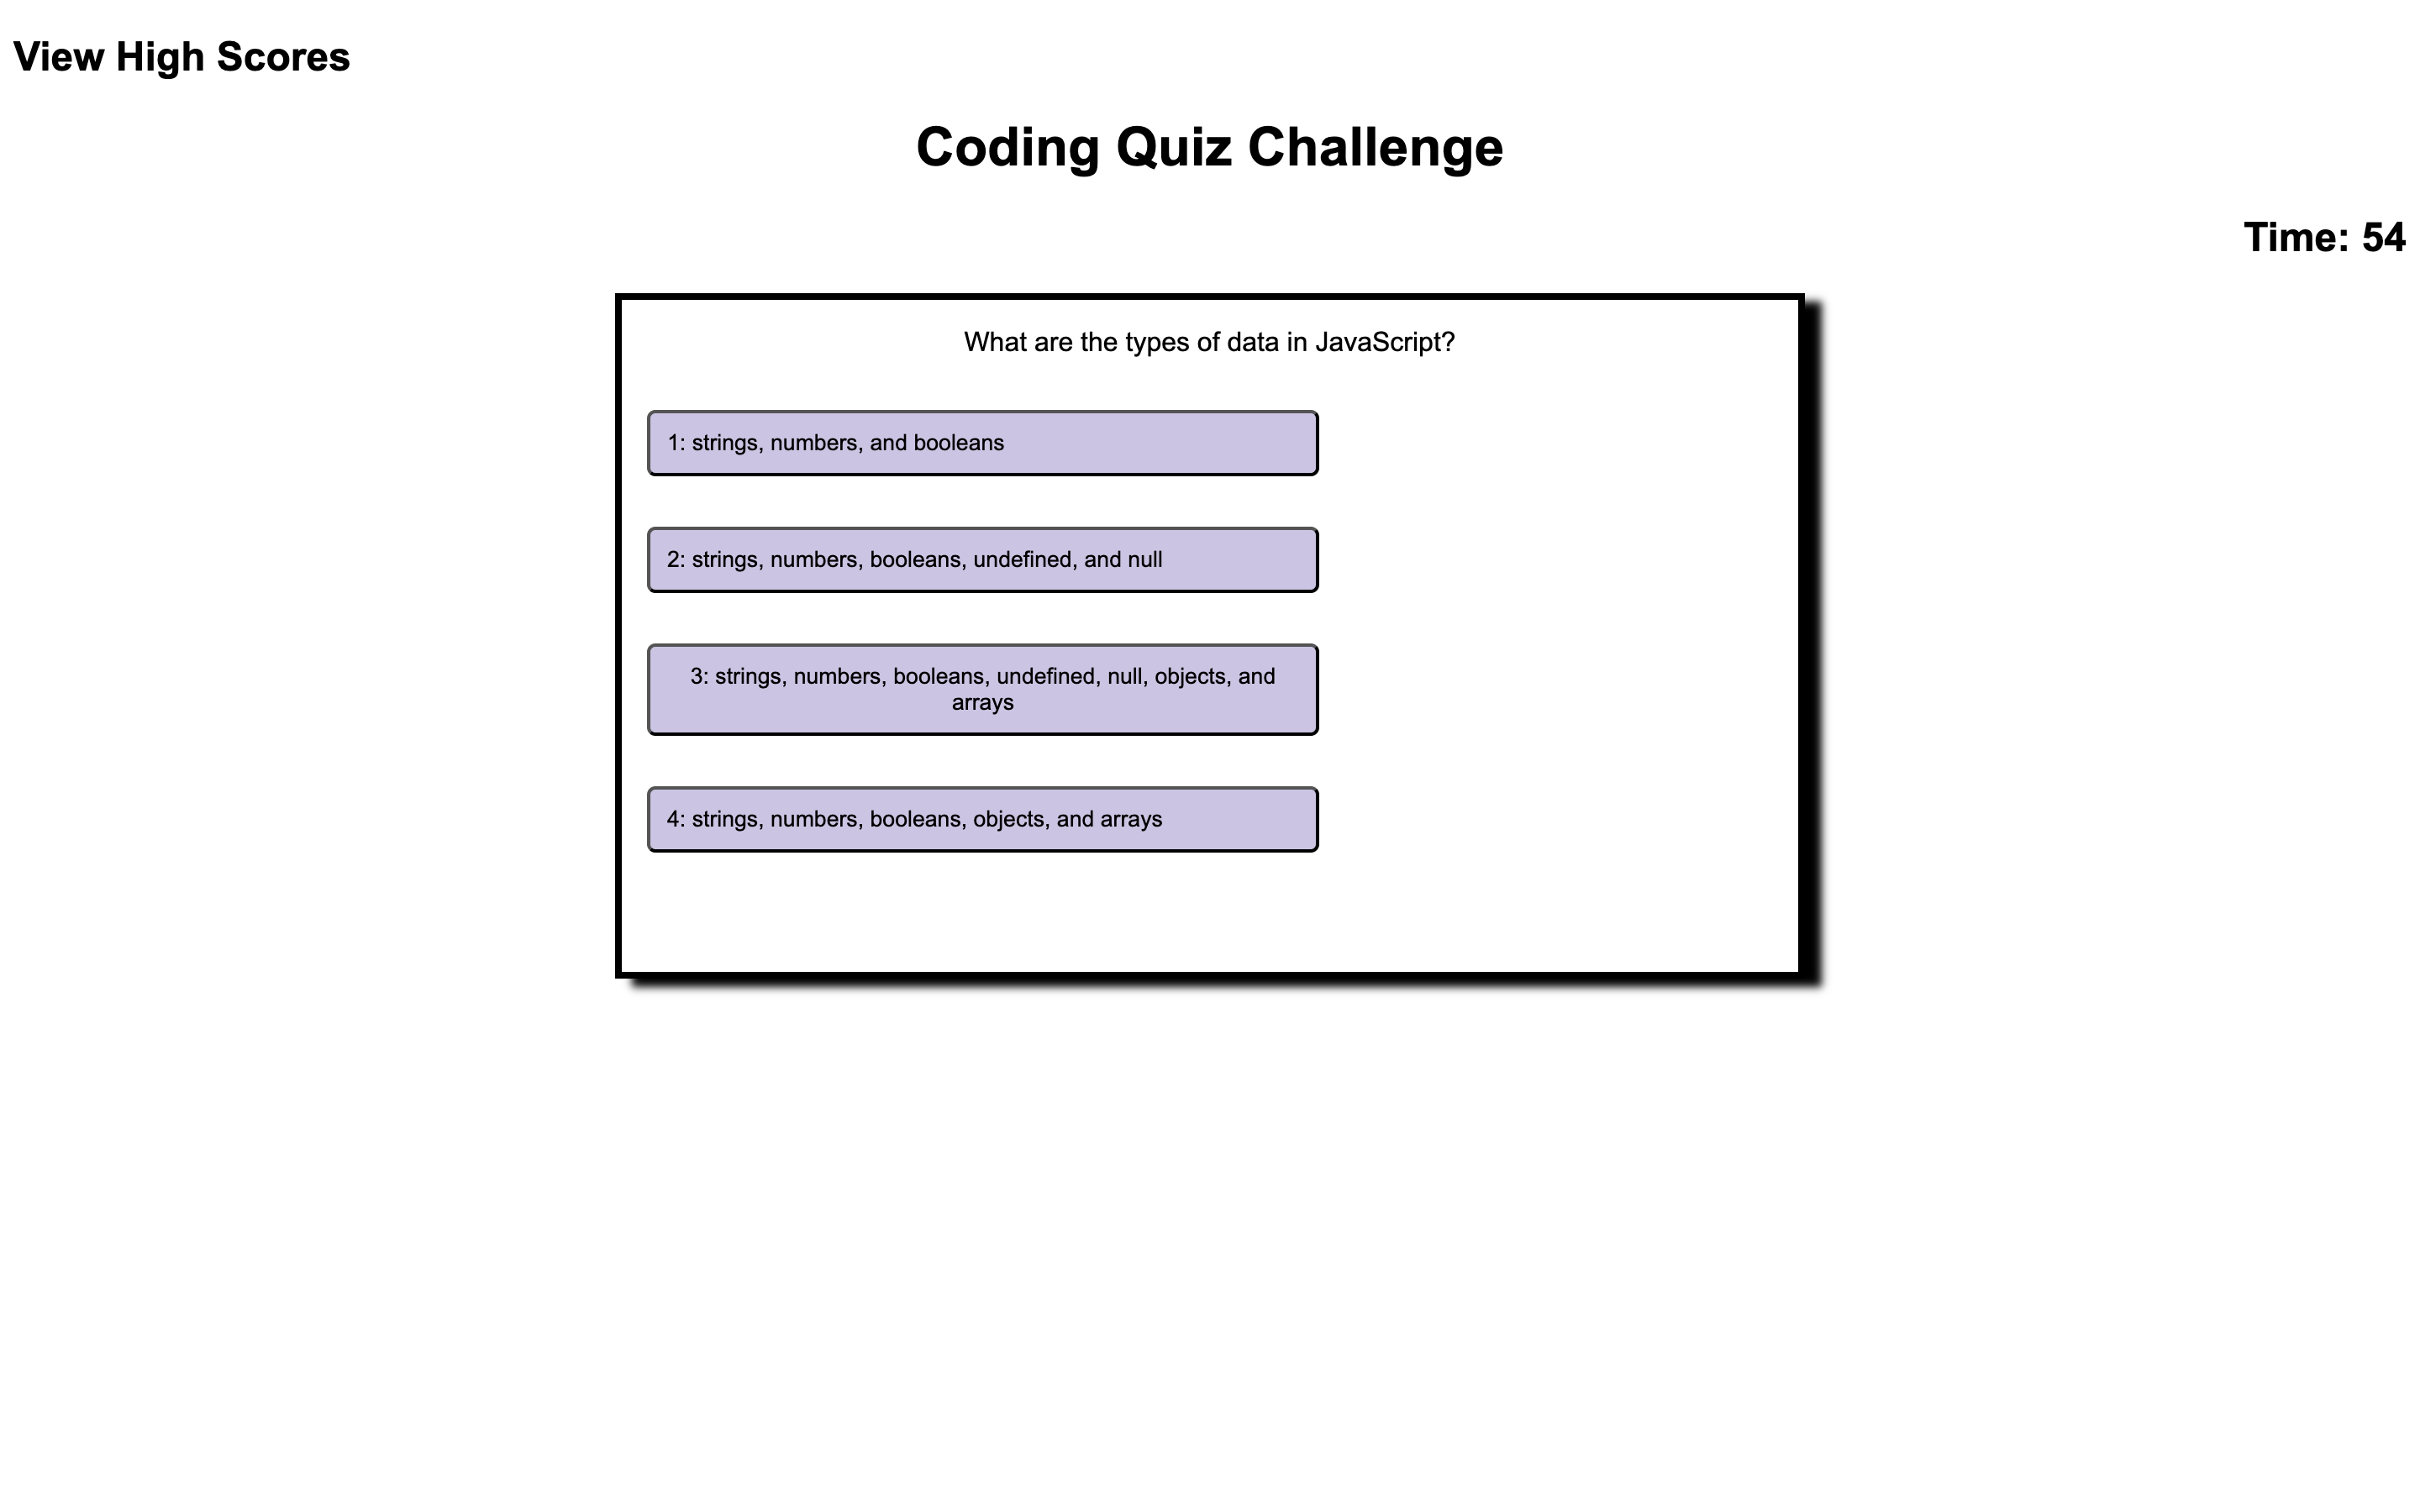 View High Scores
Coding Quiz Challenge
Time: 54
What are the types of data in JavaScript?
1: strings, numbers, and booleans
2: strings, numbers, booleans, undefined, and null
3: strings, numbers, booleans, undefined, null, objects, and
arrays
4: strings, numbers, booleans, objects, and arrays